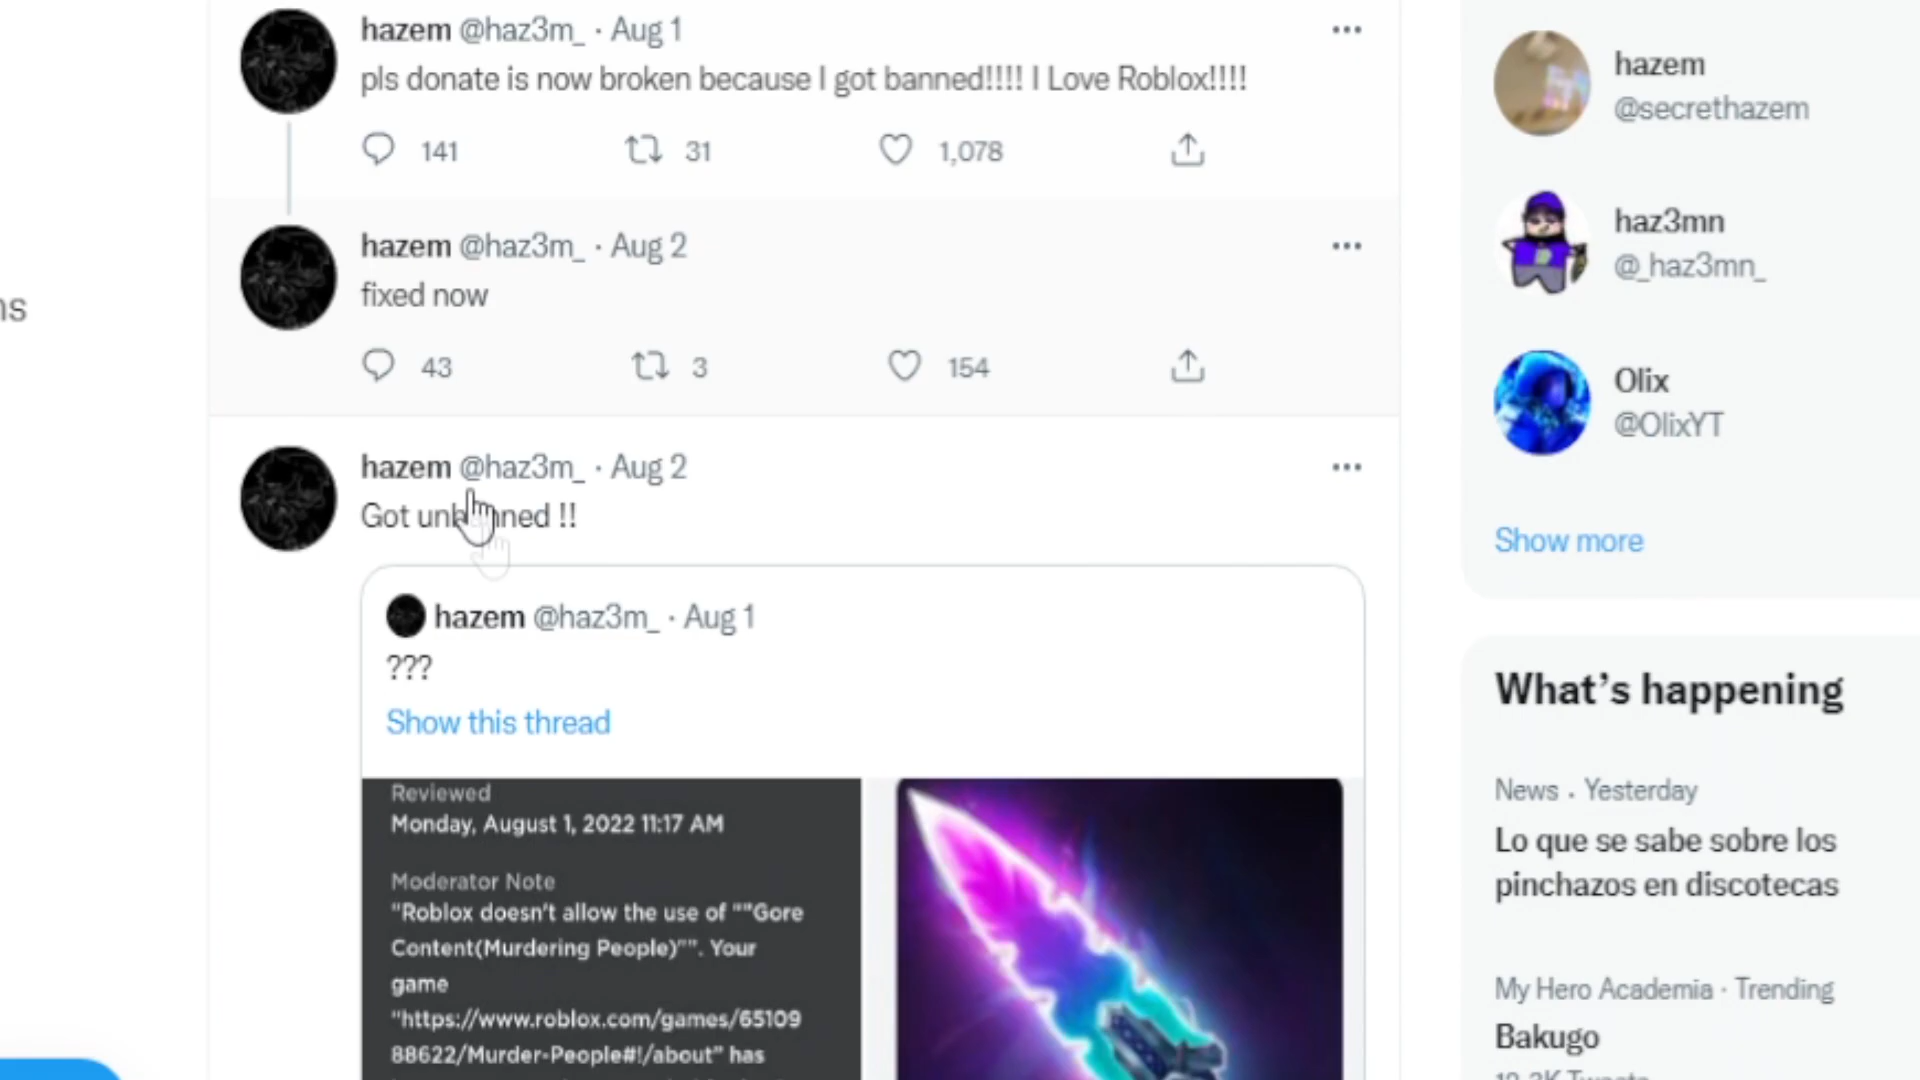 hazem @haz3m_ · Aug 1
pls donate is now broken because I got banned!!!! I Love Roblox!!!!
141 31 1,078
hazem @haz3m_ · Aug 2
fixed now
43 3 154
hazem @haz3m_ · Aug 2
Got unbanned !!
hazem @haz3m_ · Aug 1
???
Show this thread
Reviewed
Monday, August 1, 2022 11:17 AM
Moderator Note
"Roblox doesn't allow the use of ""Gore
Content(Murdering People)"". Your
game
"https://www.roblox.com/games/65109
88622/Murder-People#!/about" has
ns
hazem
@secrethazem
haz3mn
@_haz3mn_
Olix
@OlixYT
Show more
What's happening
News · Yesterday
Lo que se sabe sobre los
pinchazos en discotecas
My Hero Academia · Trending
Bakugo